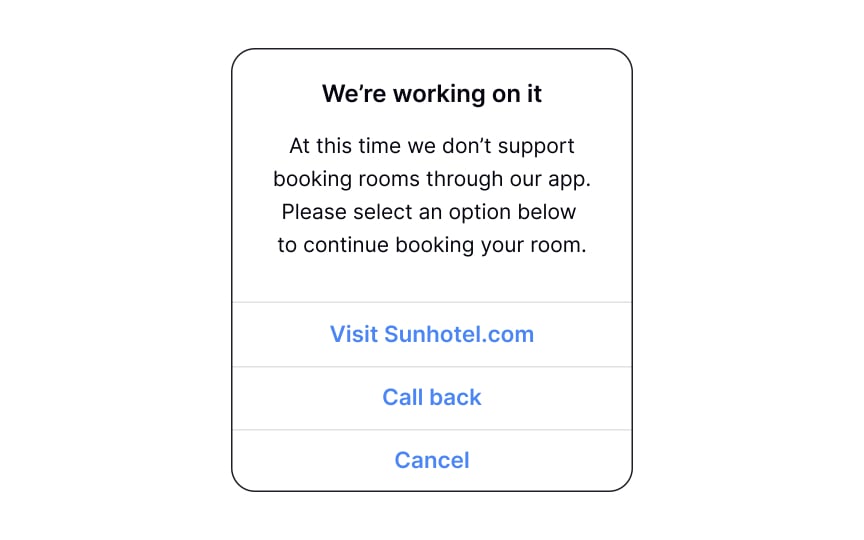 We’re working on it
At this time we don’t support
booking rooms through our app.
Please select an option below
to continue booking your room.
Visit Sunhotel.com
Call back
Cancel